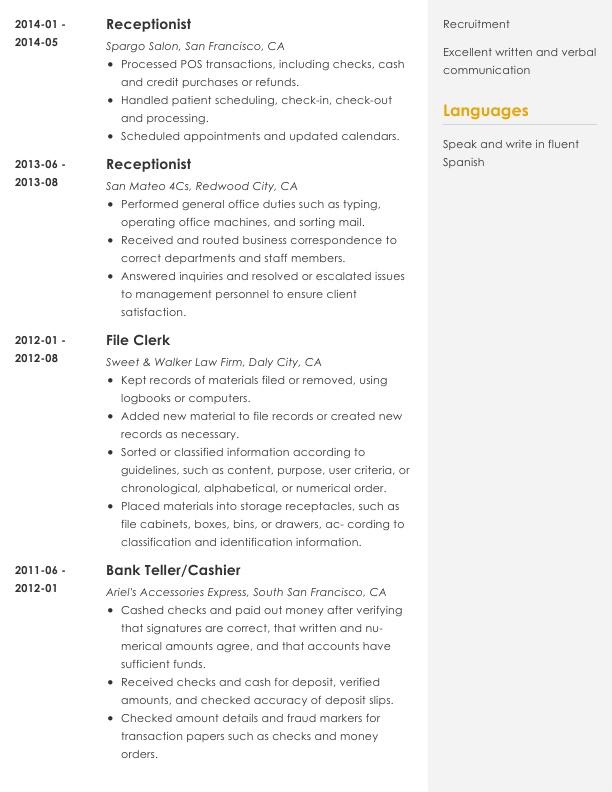 2014-01 -
2014-05
Receptionist
Spargo Salon, San Francisco, CA
• Processed POS transactions, including checks, cash
and credit purchases or refunds.
• Handled patient scheduling, check-in, check-out
and processing.
• Scheduled appointments and updated calendars.
2013-06 -
2013-08
Receptionist
San Mateo 4Cs, Redwood City, CA
• Performed general office duties such as typing,
operating office machines, and sorting mail.
• Received and routed business correspondence to
correct departments and staff members.
• Answered inquiries and resolved or escalated issues
to management personnel to ensure client
satisfaction.
2012-01 -
2012-08
File Clerk
Sweet & Walker Law Firm, Daly City, CA
• Kept records of materials filed or removed, using
logbooks or computers.
• Added new material to file records or created new
records as necessary.
• Sorted or classified information according to
guidelines, such as content, purpose, user criteria, or
chronological, alphabetical, or numerical order.
• Placed materials into storage receptacles, such as
file cabinets, boxes, bins, or drawers, ac- cording to
classification and identification information.
2011-06 -
2012-01
Bank Teller/Cashier
Ariel's Accessories Express, South San Francisco, CA
• Cashed checks and paid out money after verifying
that signatures are correct, that written and nu-
merical amounts agree, and that accounts have
sufficient funds.
• Received checks and cash for deposit, verified
amounts, and checked accuracy of deposit slips.
• Checked amount details and fraud markers for
transaction papers such as checks and money
orders.
Recruitment
Excellent written and verbal
communication
Languages
Speak and write in fluent
Spanish